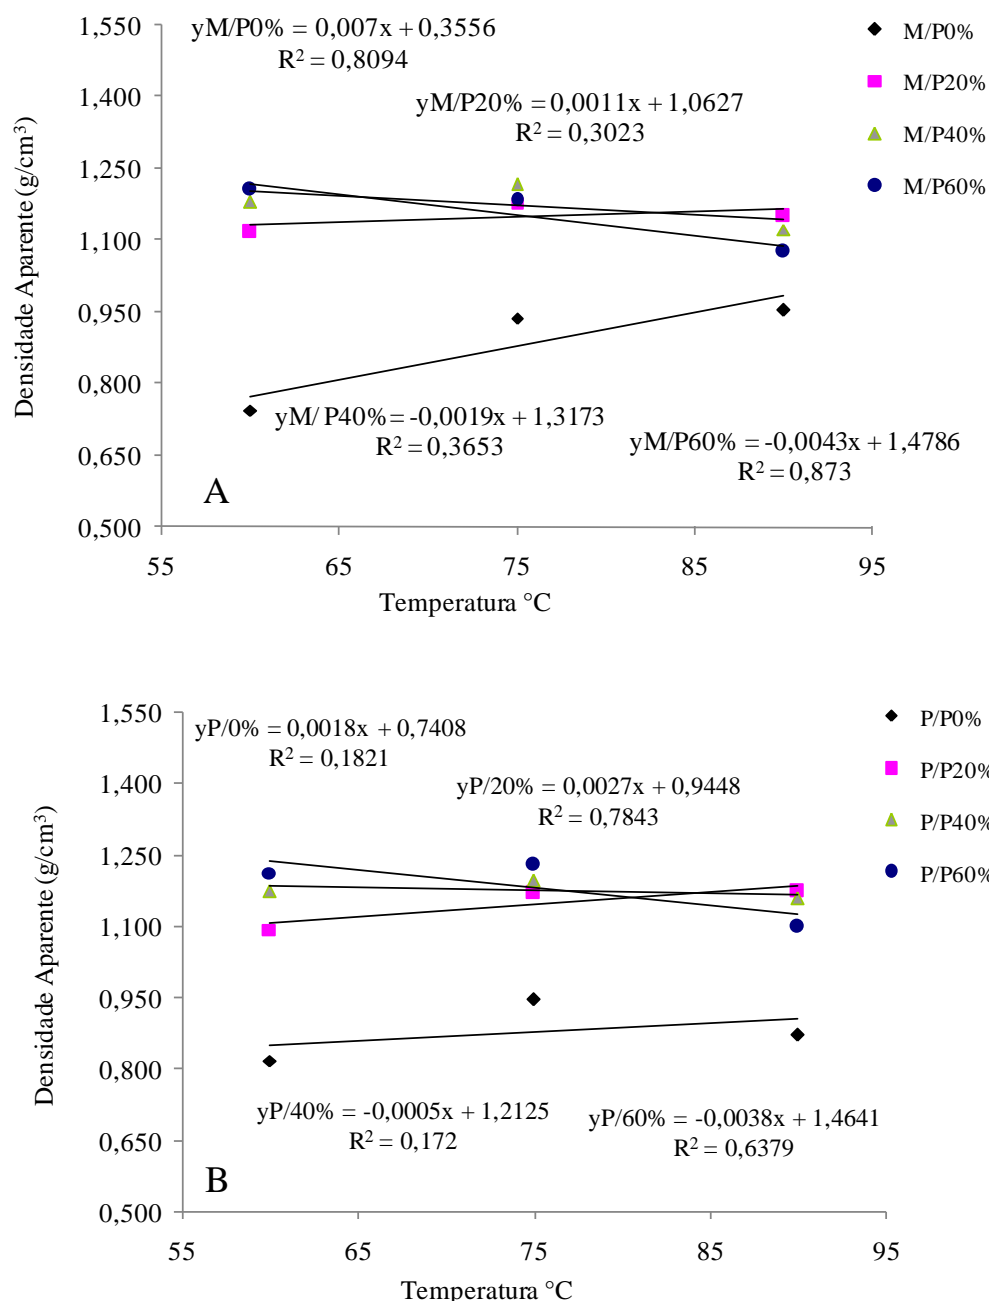 1,550
yM/P0% = 0,007x + 0,3556
R² = 0,8094
M/P0%
M/P20%
M/P40%
M/P60%
1,400
yM/P20% = 0,0011x + 1,0627
R² = 0,3023
1,250
1,100
0,950
0,800
0,650
0,500
Densidade Aparente (g/cm³)
yM/ P40% = -0,0019x + 1,3173
R² = 0,3653
yM/P60% = -0,0043x + 1,4786
R² = 0,873
A
55 65 75 85 95
Temperatura °C
1,550
yP/0% = 0,0018x + 0,7408
R² = 0,1821
P/P0%
P/P20%
P/P40%
P/P60%
1,400
yP/20% = 0,0027x + 0,9448
R² = 0,7843
1,250
1,100
0,950
0,800
0,650
0,500
Densidade Aparente (g/cm³)
yP/40% = -0,0005x + 1,2125
R² = 0,172
yP/60% = -0,0038x + 1,4641
R² = 0,6379
B
55 65 75 85 95
Temperatura °C